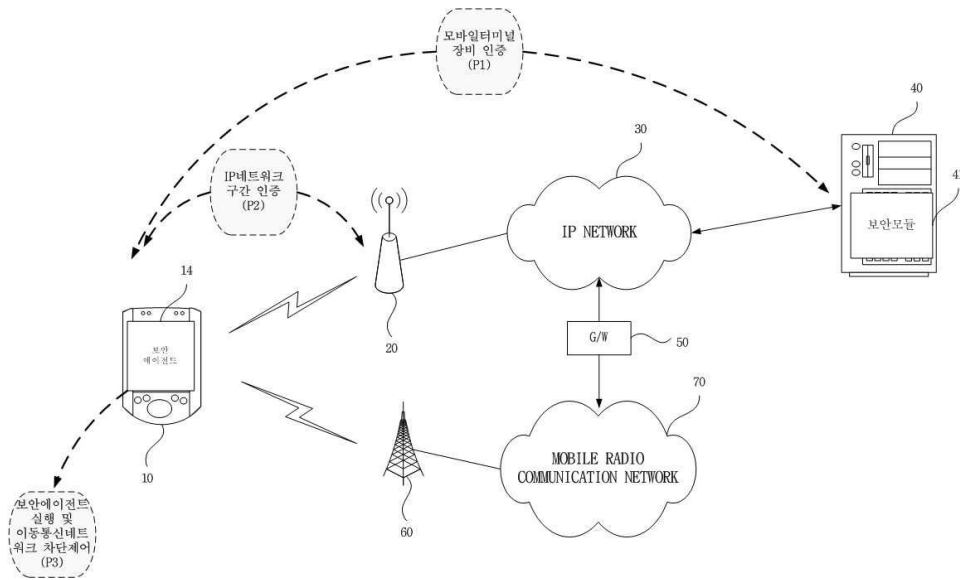 모바일터미널
장비 인증
(P1)
40
30
IP네트워크
구간 인증
(P2)
IP NETWORK
보안모듈
14
20
G/W
50
보안
에이전트
70
10
MOBILE RADIO
COMMUNICATION NETWORK
60
보안에이전트
실행 및
이동통신네트
워크 차단제어
(P3)